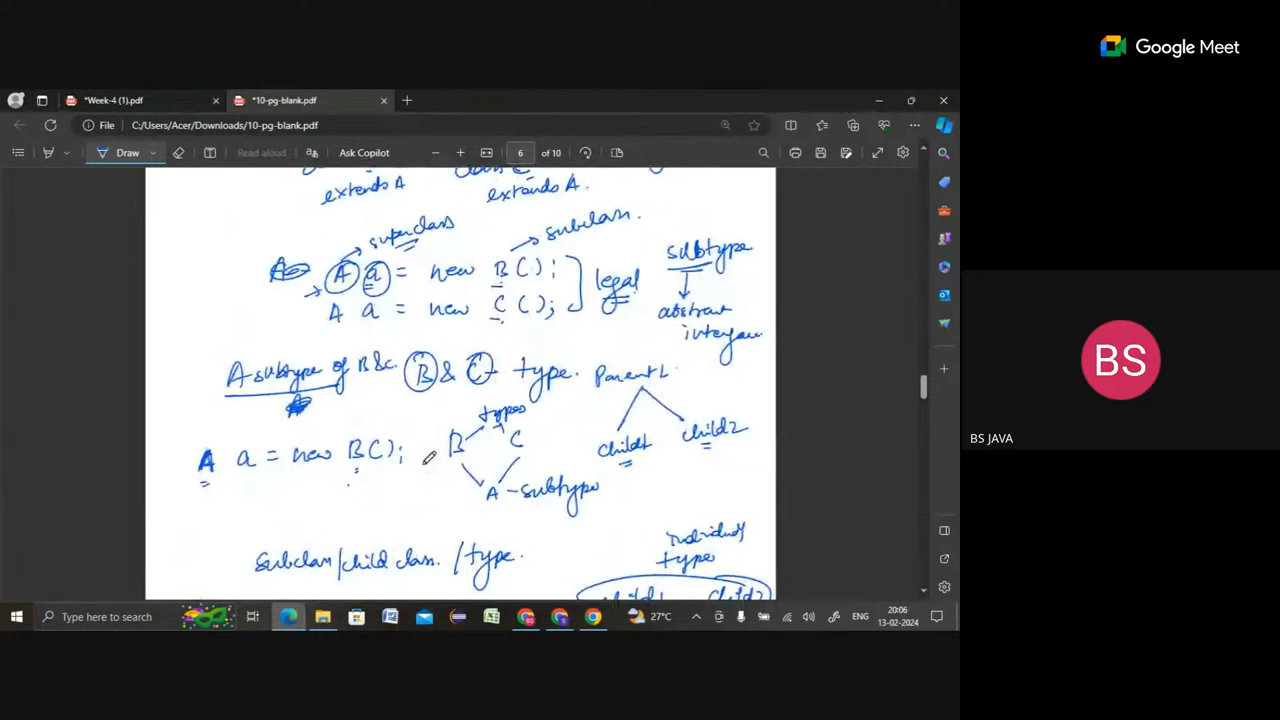 Google Meet
*Week-4 (1).pdf
*10-pg-blank.pdf
File
C:/Users/Acer/Downloads/10-pg-blank.pdf
Draw
Read aloud
Ask Copilot
6
of 10
extends A
extends A.
superclass
subclass.
A a = new B();
A a = new C();
legal
subtype
abstract
A subtype of B&C
B & C type.
Parent 1
types
B
C
child1
child2
A a = new B();
A - subtype
subclass/child class. /type.
individual
type
child1
child2
BS
BS JAVA
Type here to search
27°C
ENG
20:06
13-02-2024